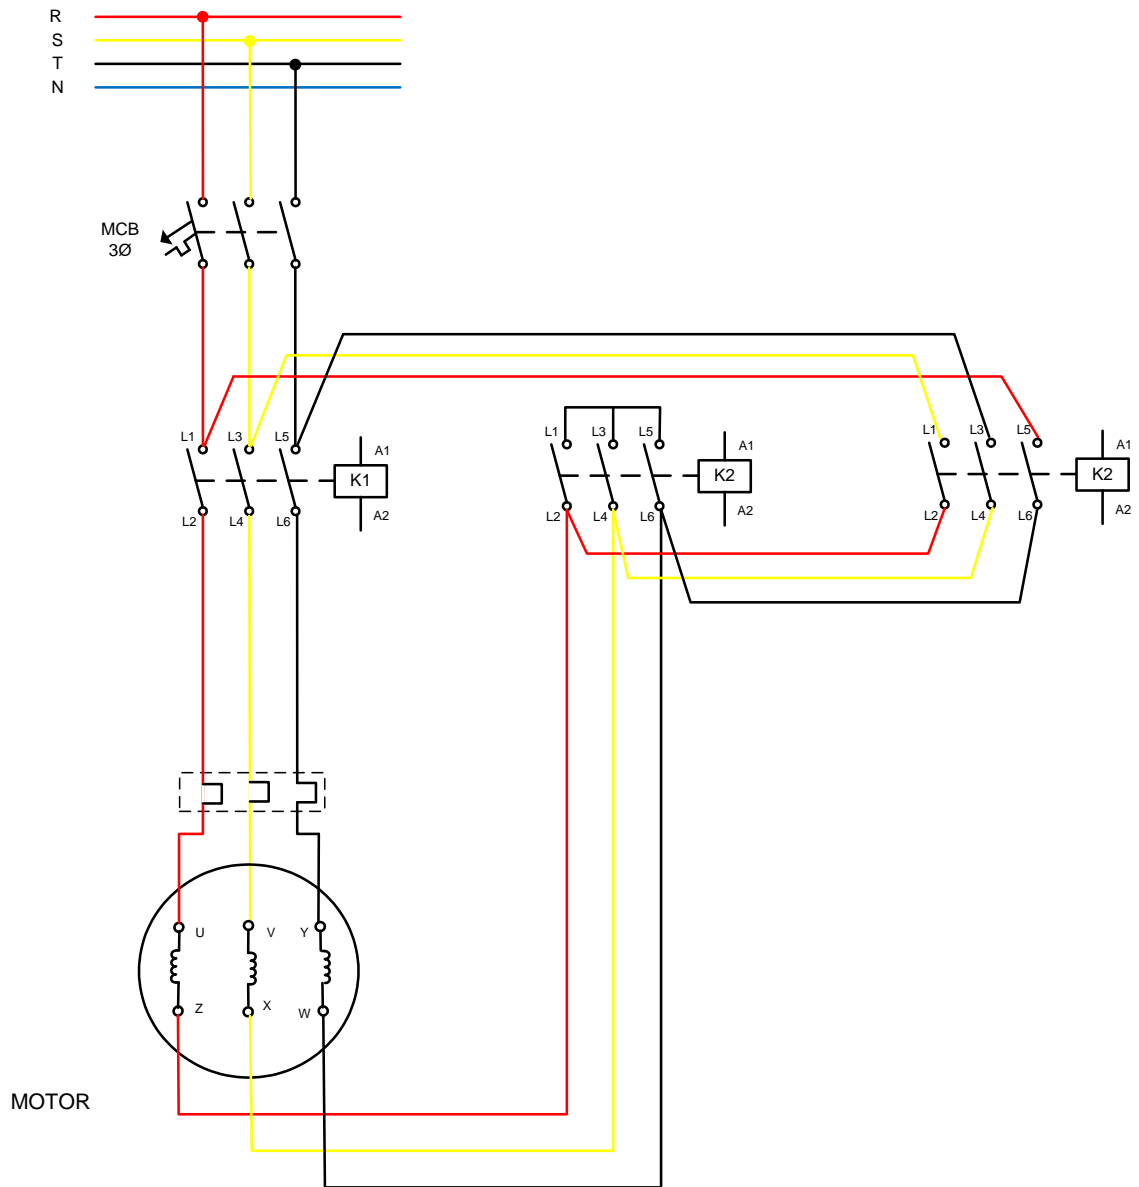 R
S
T
N
MCB
3Ø
L1 L3 L5 A1
K1
L2 L4 L6 A2
L1 L3 L5 A1
K2
L2 L4 L6 A2
L1 L3 L5 A1
K2
L2 L4 L6 A2
U V Y
Z X W
MOTOR